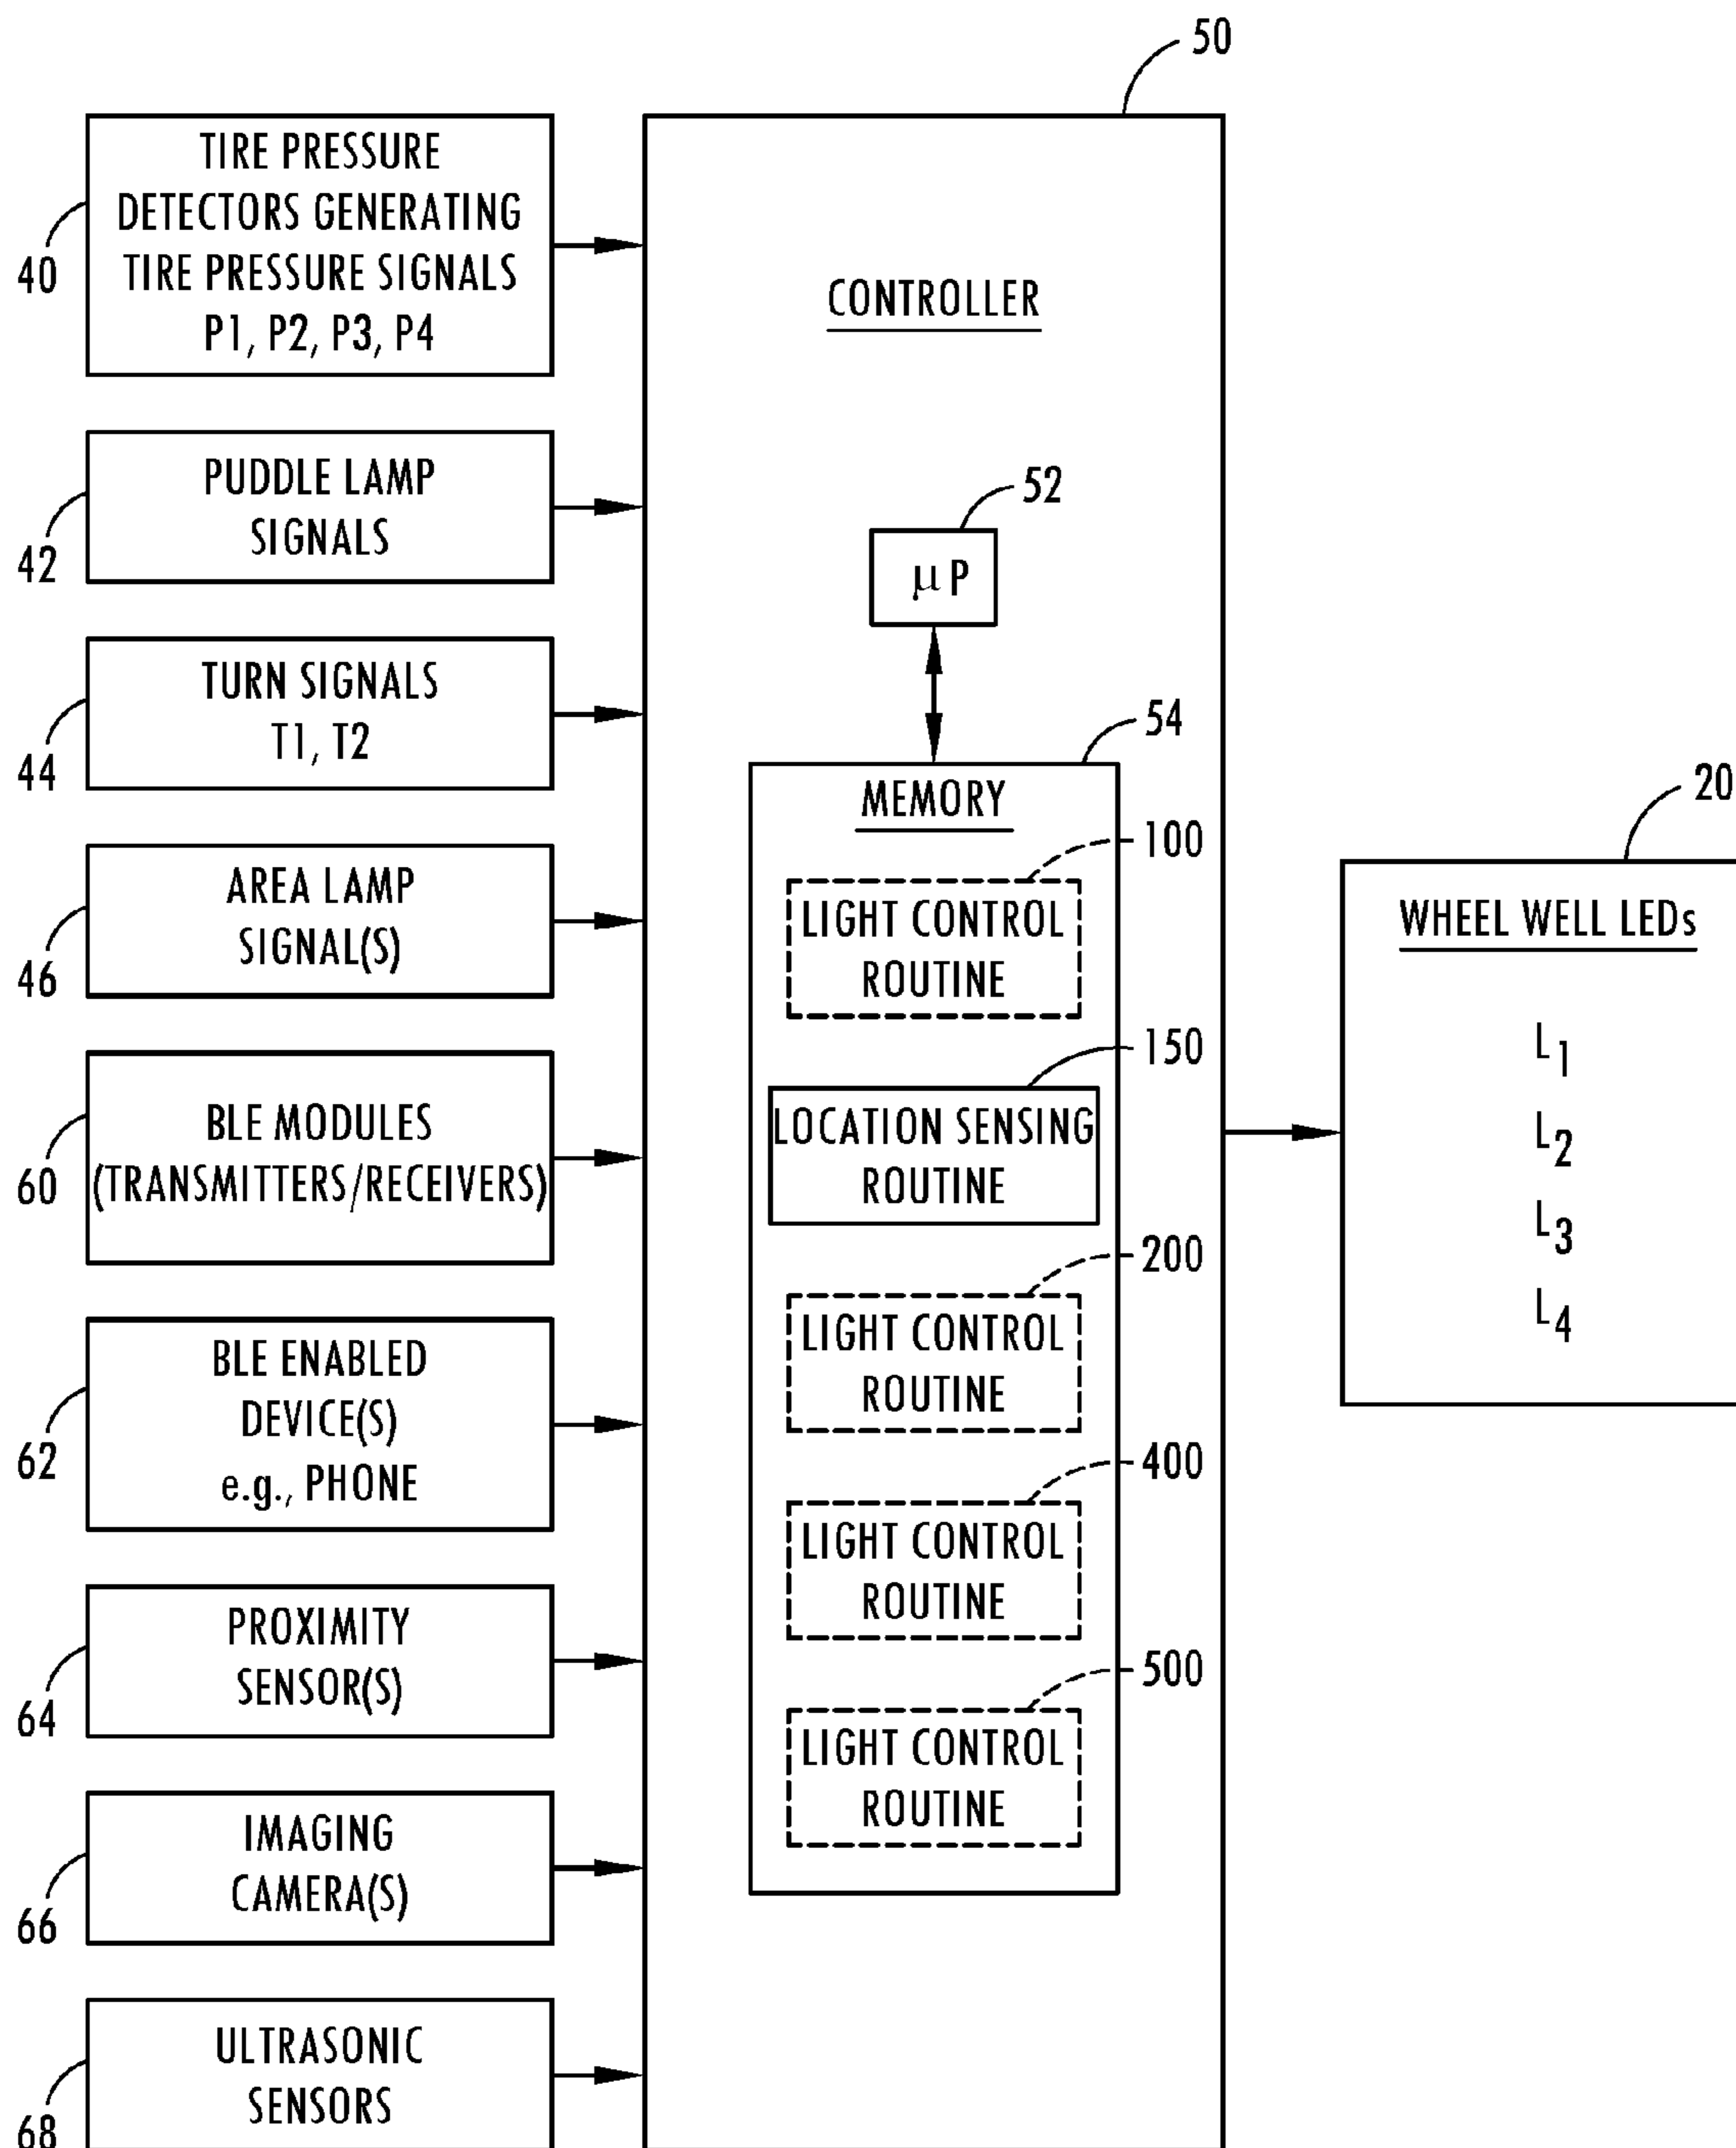 50
TIRE PRESSURE
DETECTORS GENERATING
TIRE PRESSURE SIGNALS
P1, P2, P3, P4
40
PUDDLE LAMP
SIGNALS
42
TURN SIGNALS
T1, T2
44
AREA LAMP
SIGNAL(S)
46
BLE MODULES
(TRANSMITTERS/RECEIVERS)
60
BLE ENABLED
DEVICE(S)
e.g., PHONE
62
PROXIMITY
SENSOR(S)
64
IMAGING
CAMERA(S)
66
ULTRASONIC
SENSORS
68
CONTROLLER
52
μP
54
MEMORY
100
LIGHT CONTROL
ROUTINE
150
LOCATION SENSING
ROUTINE
200
LIGHT CONTROL
ROUTINE
400
LIGHT CONTROL
ROUTINE
500
LIGHT CONTROL
ROUTINE
20
WHEEL WELL LEDs
L1
L2
L3
L4